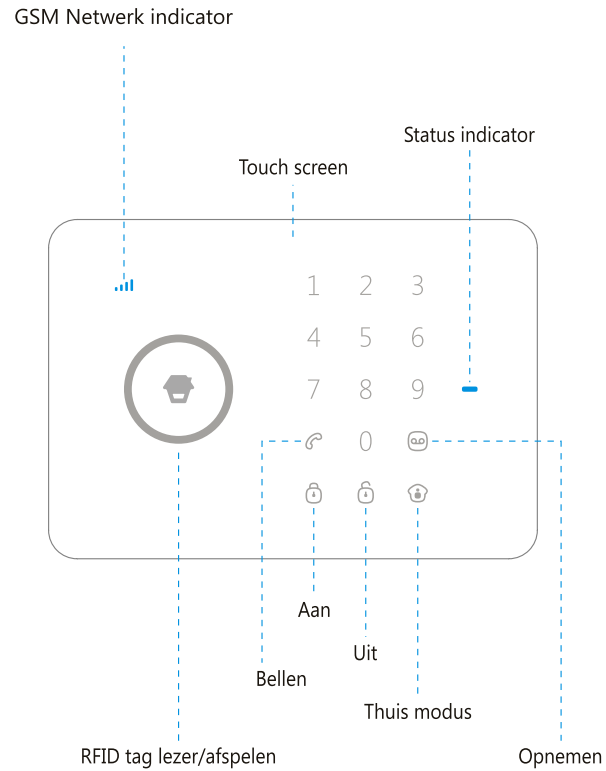 GSM Netwerk indicator
Status indicator
Touch screen
1 2 3
4 5 6
7 8 9
0
Aan
Uit
Bellen
Thuis modus
RFID tag lezer/afspelen
Opnemen